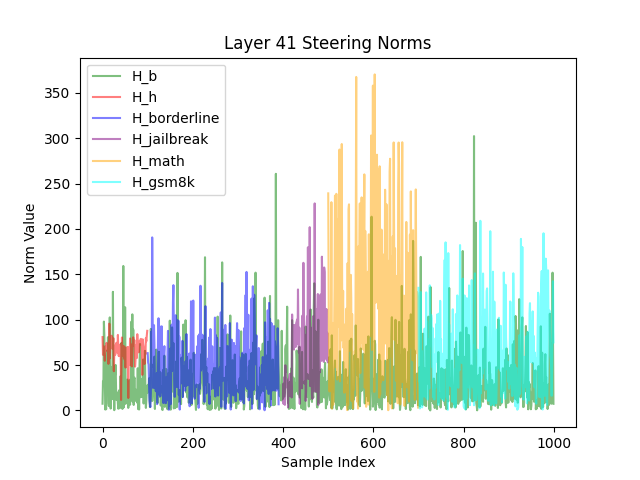 Layer 41 Steering Norms
H_b
H_h
H_borderline
H_jailbreak
H_math
H_gsm8k
Norm Value
350
300
250
200
150
100
50
0
0
200
400
600
800
1000
Sample Index